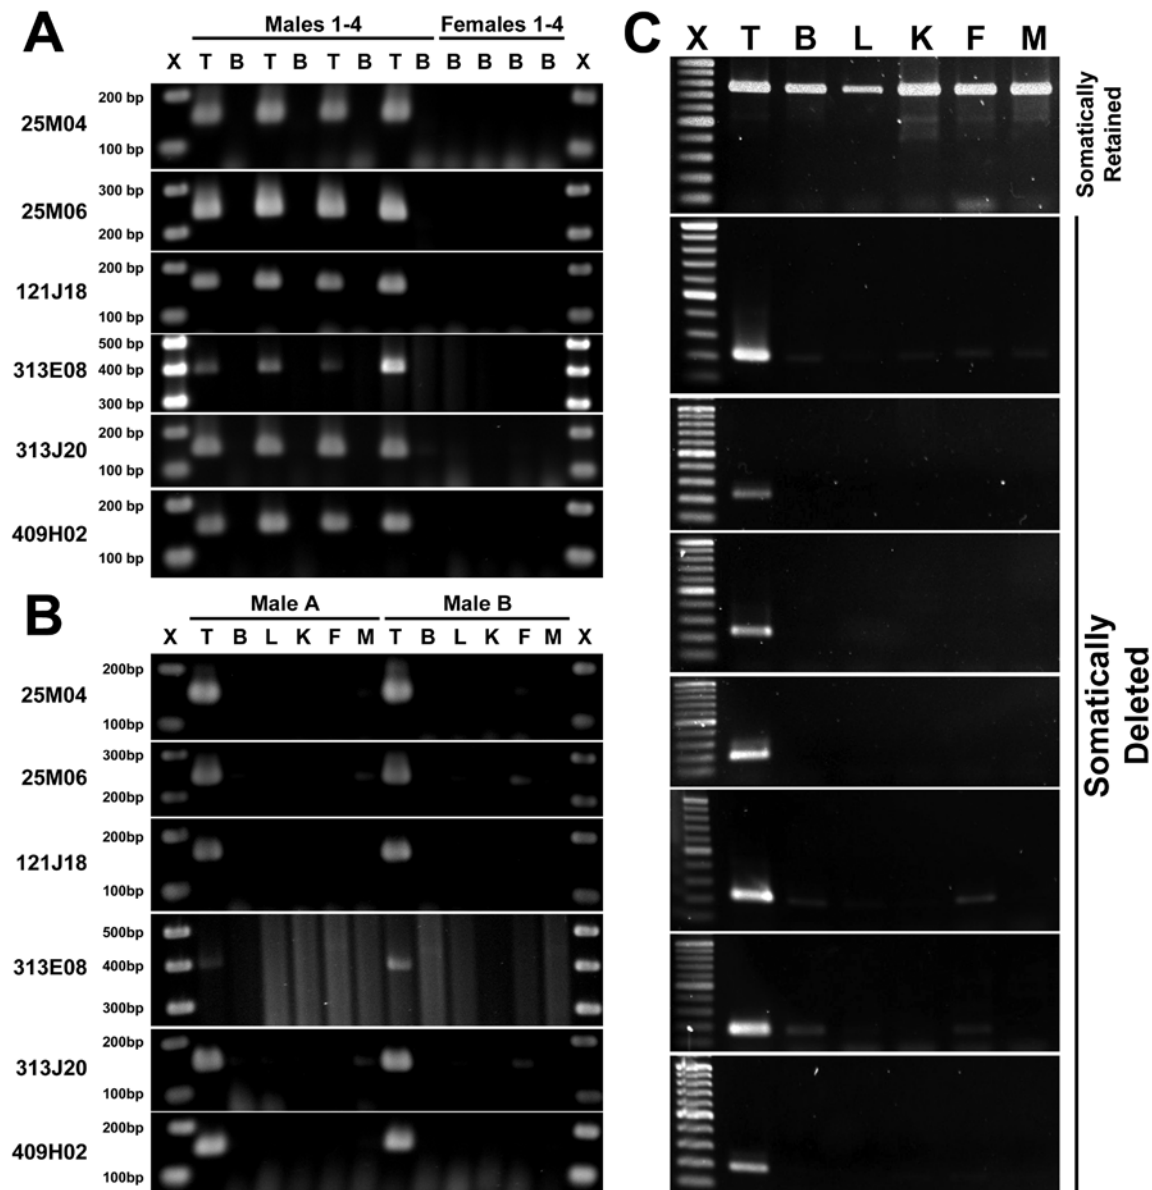 A
Males 1-4 Females 1-4
X T B T B T B T B B B B B X
25M04
200 bp
100 bp
25M06
300 bp
200 bp
121J18
200 bp
100 bp
313E08
500 bp
400 bp
300 bp
313J20
200 bp
100 bp
409H02
200 bp
100 bp
B
Male A Male B
X T B L K F M T B L K F M X
25M04
200bp
100bp
25M06
300bp
200bp
121J18
200bp
100bp
313E08
500bp
400bp
300bp
313J20
200bp
100bp
409H02
200bp
100bp
C
X T B L K F M
Somatically
Retained
Somatically
Deleted